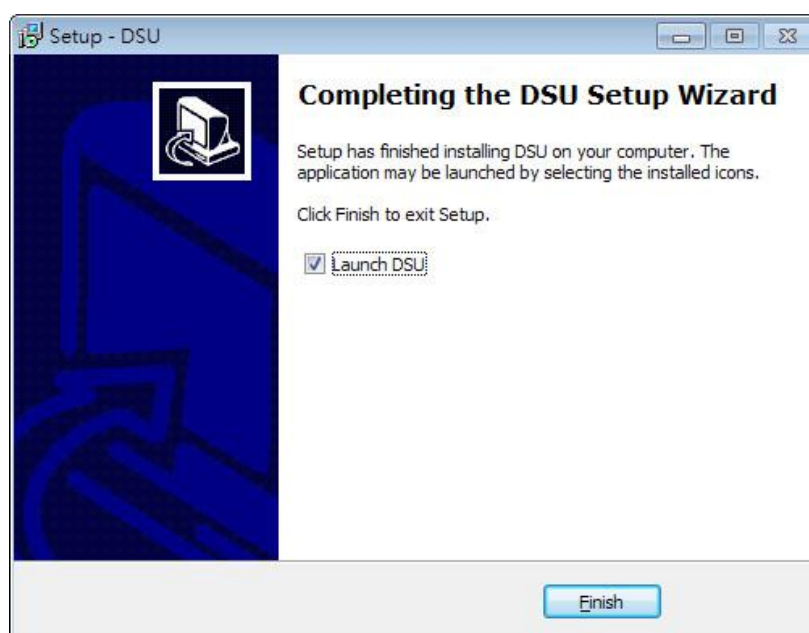 Setup - DSU
Completing the DSU Setup Wizard
Setup has finished installing DSU on your computer. The
application may be launched by selecting the installed icons.
Click Finish to exit Setup.
Launch DSU
Finish